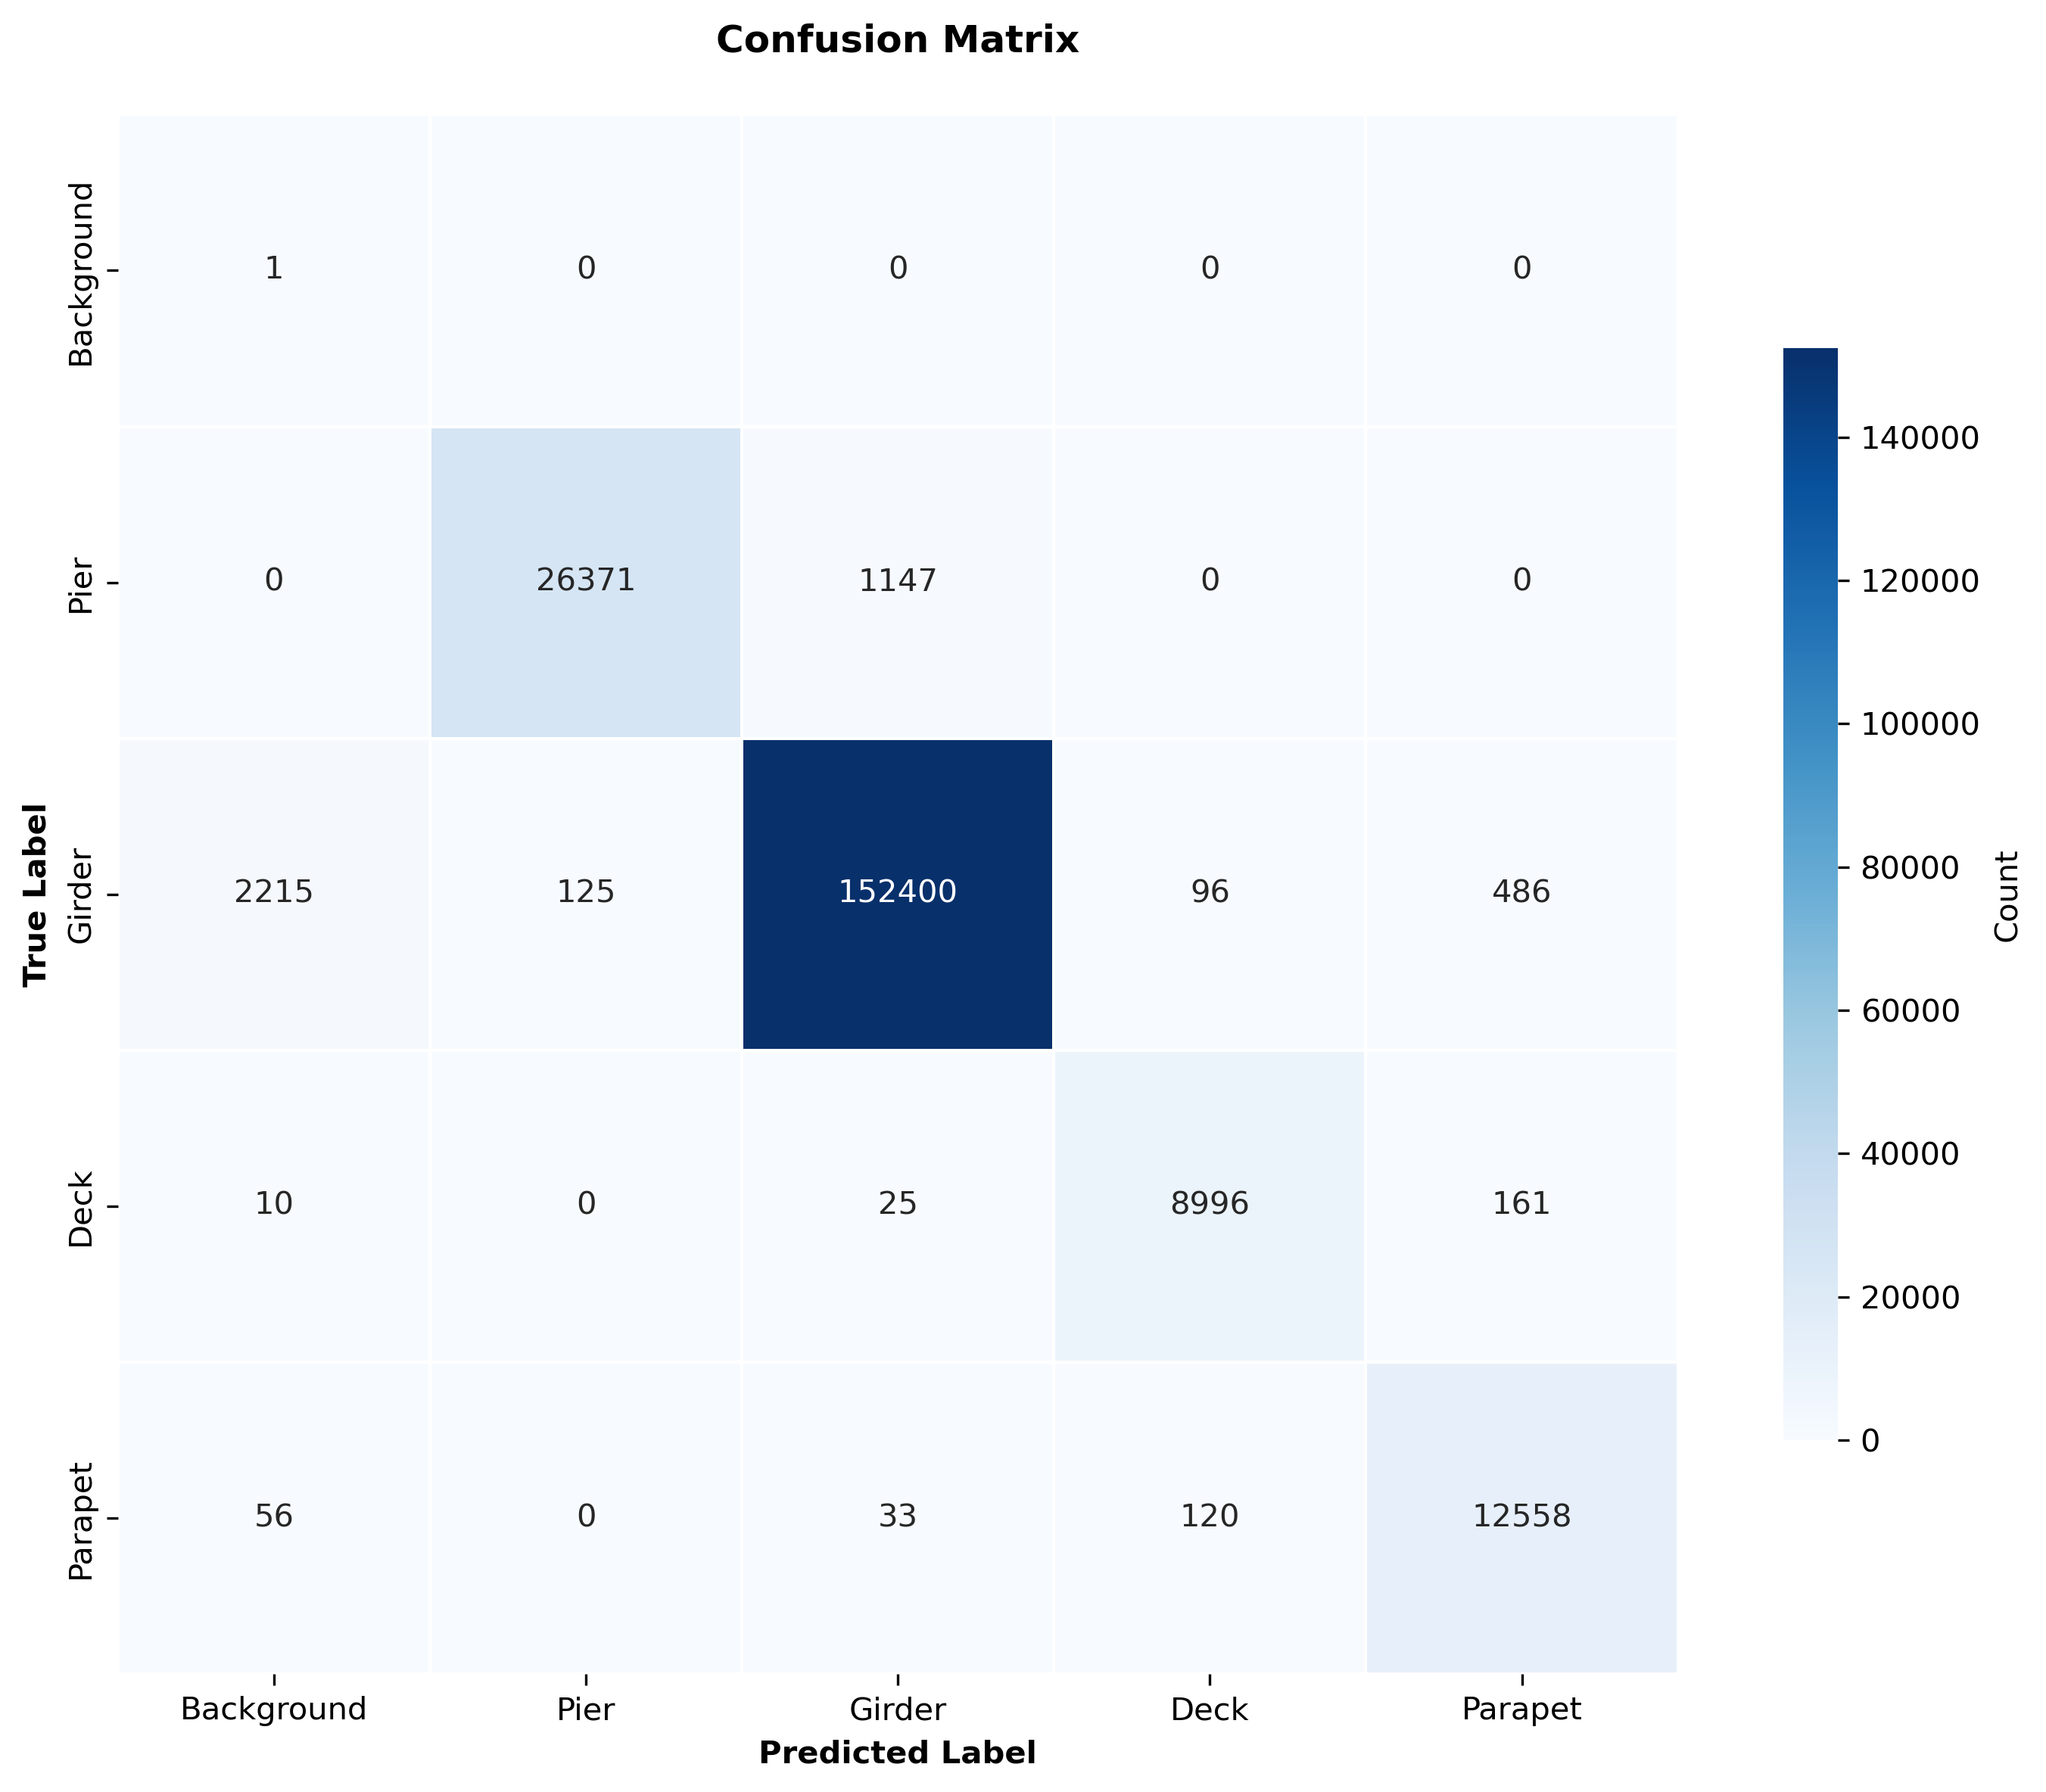 Confusion Matrix
True Label
Background
1 0 0 0 0
Pier
0 26371 1147 0 0
Girder
2215 125 152400 96 486
Deck
10 0 25 8996 161
Parapet
56 0 33 120 12558
Background Pier Girder Deck Parapet
Predicted Label
140000
120000
100000
80000
60000
40000
20000
0
Count